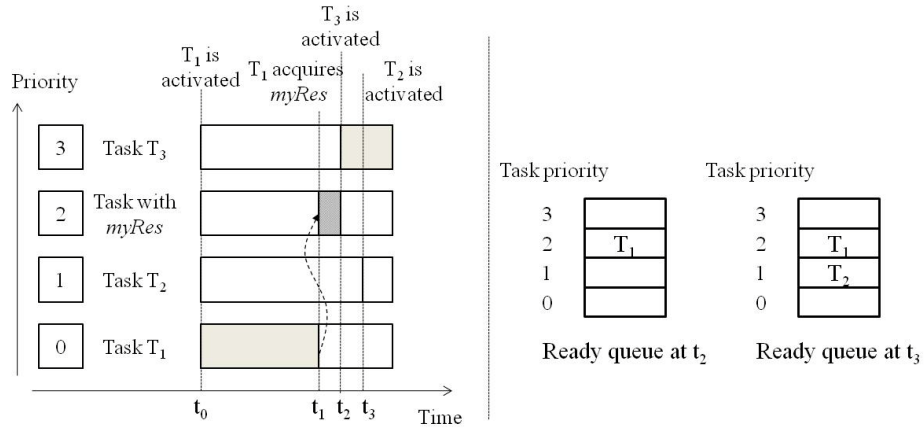 T3 is
activated
T1 is
activated
T1 acquires
myRes
T2 is
activated
Priority
3
Task T3
2
Task with
myRes
1
Task T2
0
Task T1
t0
t1
t2
t3
Time
Task priority
3
2
T1
1
0
Ready queue at t2
Task priority
3
2
T1
1
T2
0
Ready queue at t3